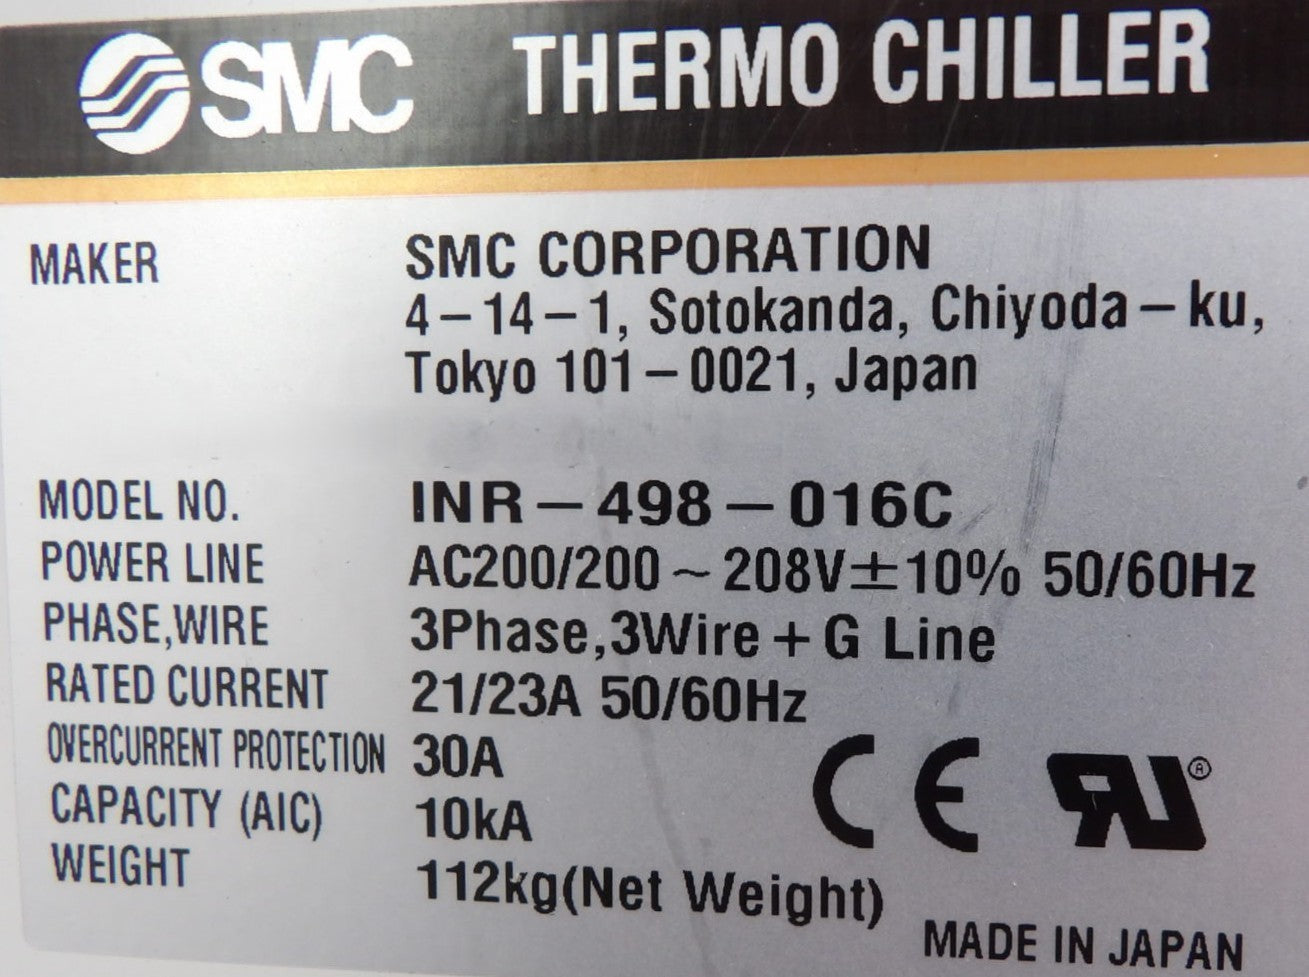 SMC THERMO CHILLER
MAKER SMC CORPORATION
4-14-1, Sotokanda, Chiyoda-ku,
Tokyo 101-0021, Japan
MODEL NO. INR-498-016C
POWER LINE AC200/200~208V±10% 50/60Hz
PHASE,WIRE 3Phase,3Wire+G Line
RATED CURRENT 21/23A 50/60Hz
OVERCURRENT PROTECTION 30A
CAPACITY (AIC) 10kA
WEIGHT 112kg(Net Weight)
CE RU®
MADE IN JAPAN